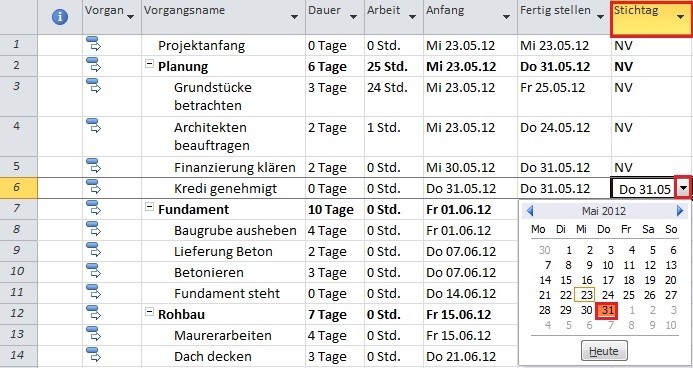 Vorgan Vorgangsname Dauer Arbeit Anfang Fertig stellen Stichtag
1 Projektanfang 0 Tage 0 Std. Mi 23.05.12 Mi 23.05.12 NV
2 Planung 6 Tage 25 Std. Mi 23.05.12 Do 31.05.12 NV
3 Grundstücke 3 Tage 24 Std. Mi 23.05.12 Fr 25.05.12 NV
betrachten
4 Architekten 2 Tage 1 Std. Mi 23.05.12 Do 24.05.12 NV
beauftragen
5 Finanzierung klären 2 Tage 0 Std. Mi 30.05.12 Do 31.05.12 NV
6 Kredi genehmigt 0 Tage 0 Std. Do 31.05.12 Do 31.05.12 Do 31.05
7 Fundament 10 Tage 0 Std. Fr 01.06.12
8 Baugrube ausheben 4 Tage 0 Std. Fr 01.06.12
9 Lieferung Beton 2 Tage 0 Std. Do 07.06.12
10 Betonieren 3 Tage 0 Std. Do 07.06.12
11 Fundament steht 0 Tage 0 Std. Do 14.06.12
12 Rohbau 7 Tage 0 Std. Fr 15.06.12
13 Maurerarbeiten 4 Tage 0 Std. Fr 15.06.12
14 Dach decken 3 Tage 0 Std. Do 21.06.12
Mai 2012
Mo Di Mi Do Fr Sa So
30 1 2 3 4 5 6
7 8 9 10 11 12 13
14 15 16 17 18 19 20
21 22 23 24 25 26 27
28 29 30 31 1 2 3
4 5 6 7 8 9 10
Heute